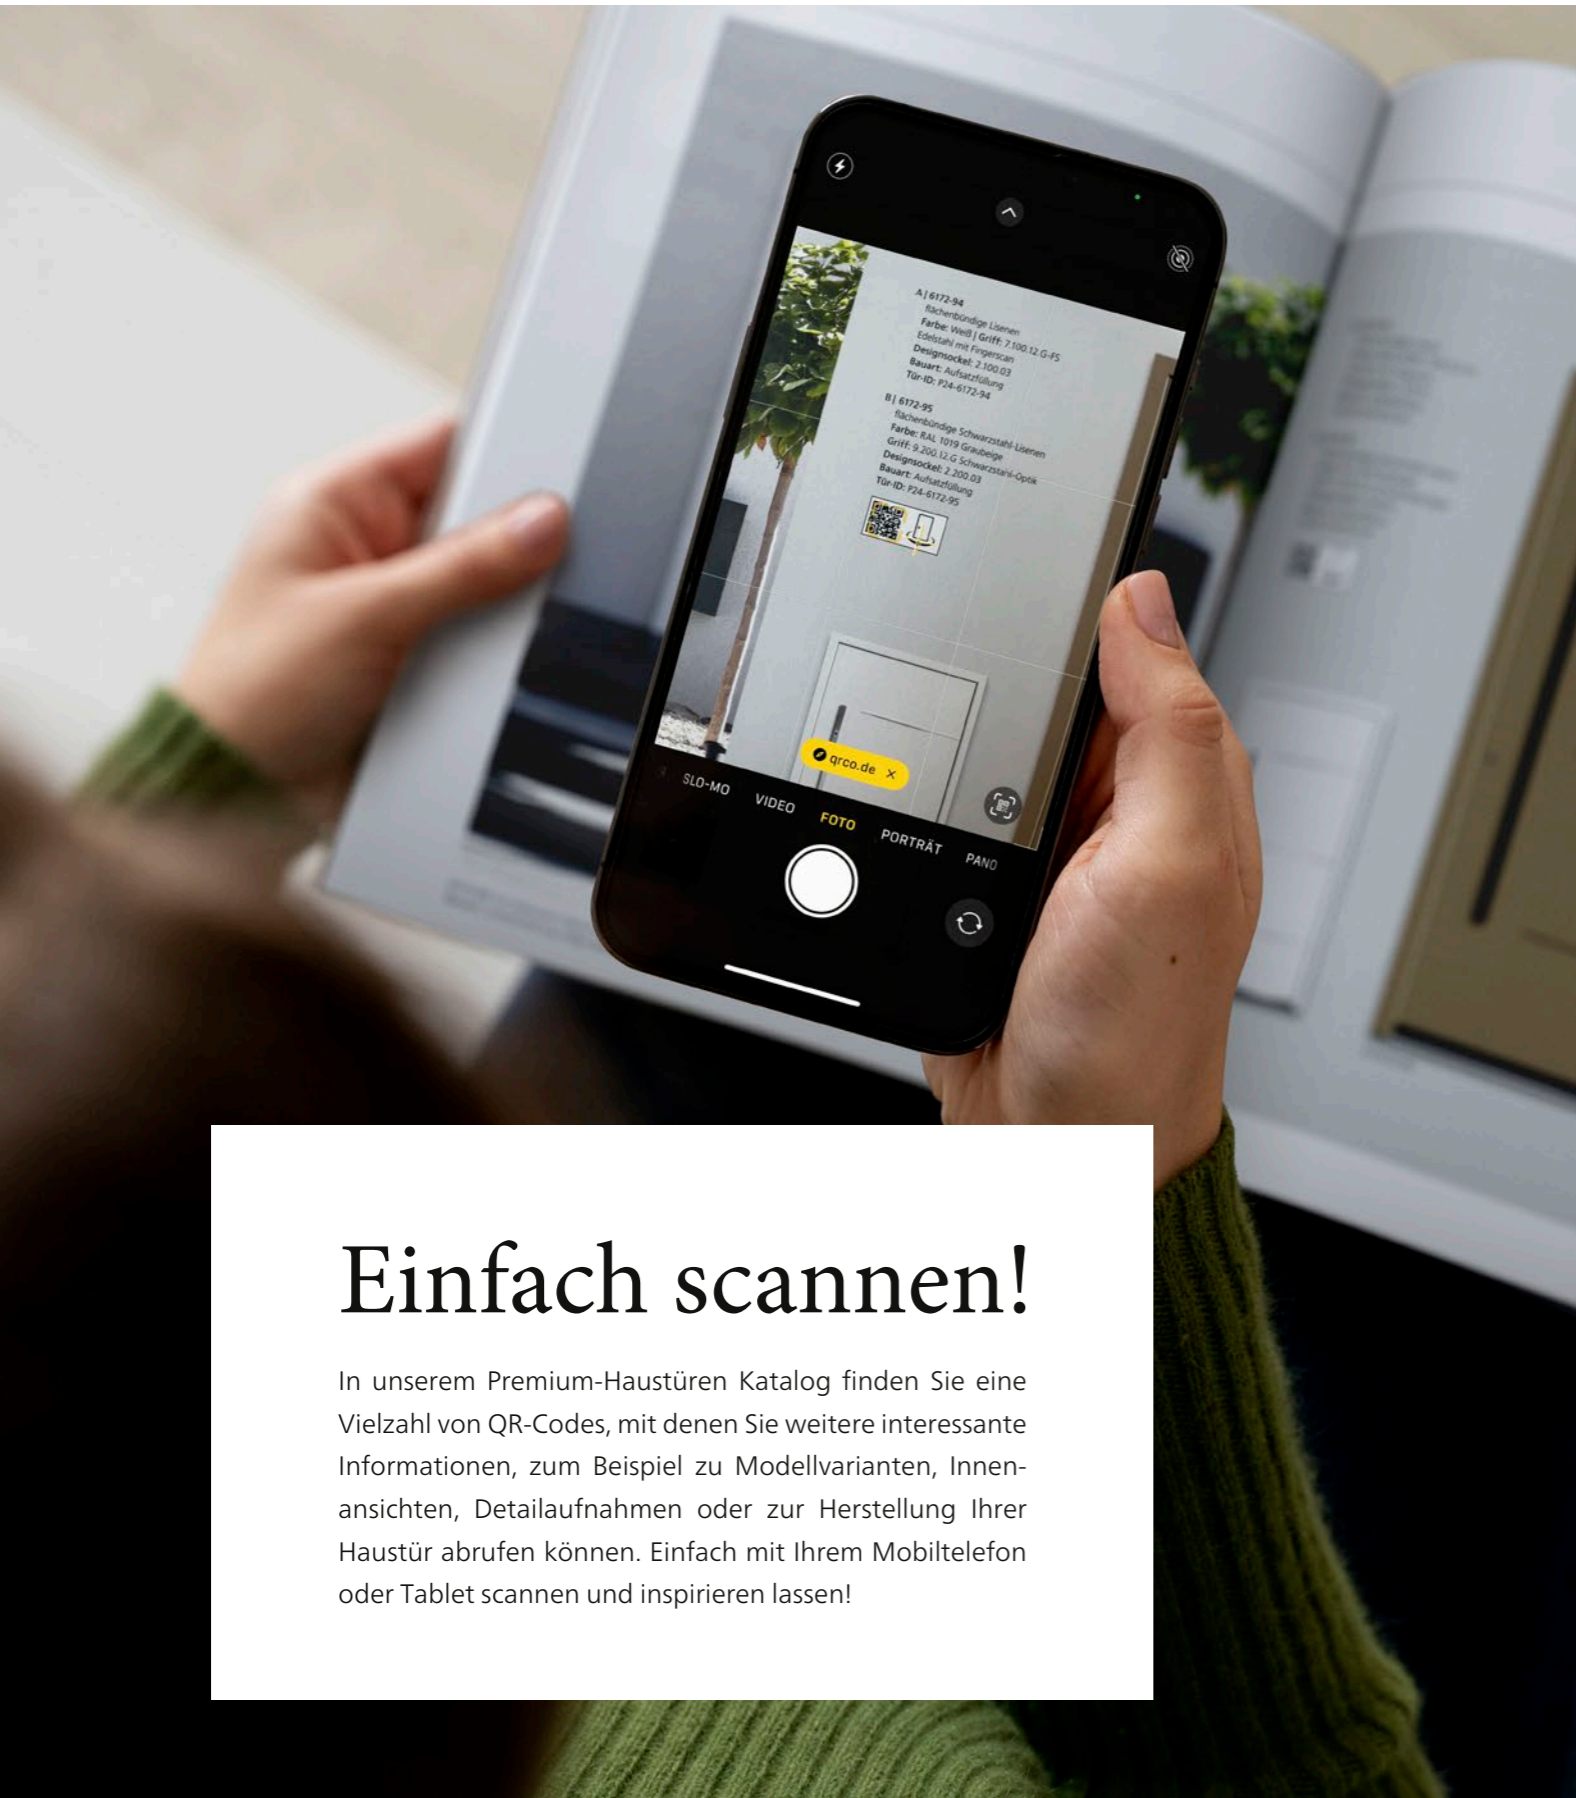 A | 6172-94
flächenbündige Lisenen
Farbe: Weiß | Griff: 7.100.12.G-FS
Edelstahl mit Fingerscan
Designsockel: 2.100.03
Bauart: Aufsatzfüllung
Tür-ID: P24-6172-94
B | 6172-95
flächenbündige Schwarzstahl-Lisenen
Farbe: RAL 1019 Graubeige
Griff: 9.200.12.G Schwarzstahl-Optik
Designsockel: 2.200.03
Bauart: Aufsatzfüllung
Tür-ID: P24-6172-95
qrco.de ×
SLO-MO VIDEO FOTO PORTRÄT PANO
Einfach scannen!
In unserem Premium-Haustüren Katalog finden Sie eine
Vielzahl von QR-Codes, mit denen Sie weitere interessante
Informationen, zum Beispiel zu Modellvarianten, Innen-
ansichten, Detailaufnahmen oder zur Herstellung Ihrer
Haustür abrufen können. Einfach mit Ihrem Mobiltelefon
oder Tablet scannen und inspirieren lassen!